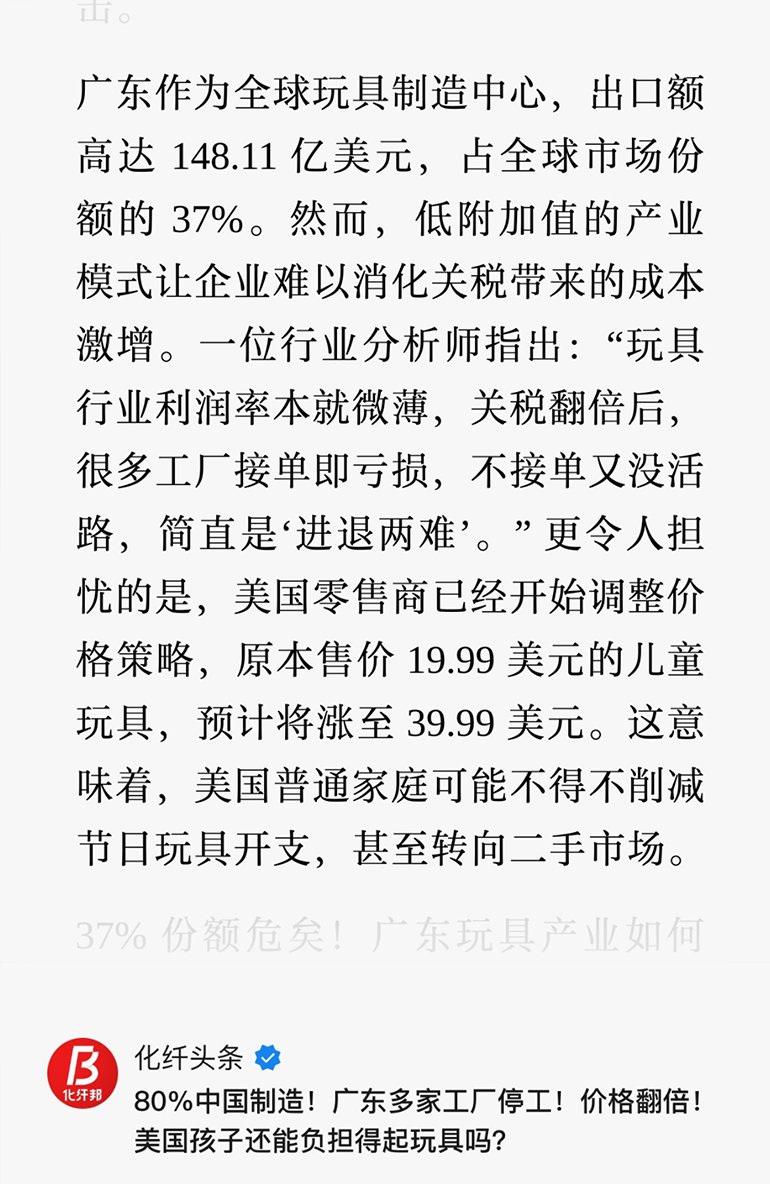 击。
广东作为全球玩具制造中心，出口额
高达 148.11 亿美元，占全球市场份
额的 37%。然而，低附加值的产业
模式让企业难以消化关税带来的成本
激增。一位行业分析师指出：“玩具
行业利润率本就微薄，关税翻倍后，
很多工厂接单即亏损，不接单又没活
路，简直是‘进退两难’。” 更令人担
忧的是，美国零售商已经开始调整价
格策略，原本售价 19.99 美元的儿童
玩具，预计将涨至 39.99 美元。这意
味着，美国普通家庭可能不得不削减
节日玩具开支，甚至转向二手市场。
37% 份额危矣！广东玩具产业如何
化纤头条
化纤邦
80%中国制造！广东多家工厂停工！价格翻倍！
美国孩子还能负担得起玩具吗？